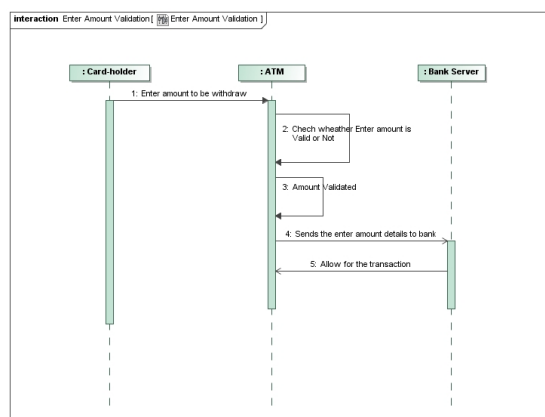 interaction Enter Amount Validation[ Enter Amount Validation ]
: Card-holder
: ATM
: Bank Server
1: Enter amount to be withdraw
2: Chech wheather Enter amount is
Valid or Not
3: Amount Validated
4: Sends the enter amount details to bank
5: Allow for the transaction